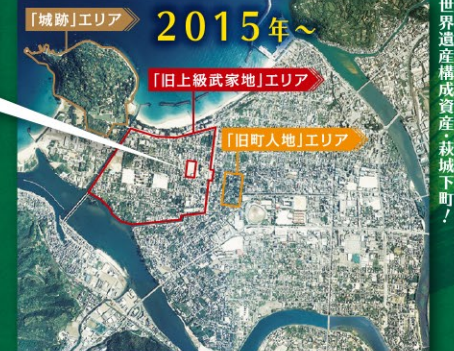 「城跡」エリア
2015年～
「旧上級武家地」エリア
「旧町人地」エリア
世界遺産構成資産・萩城下町！